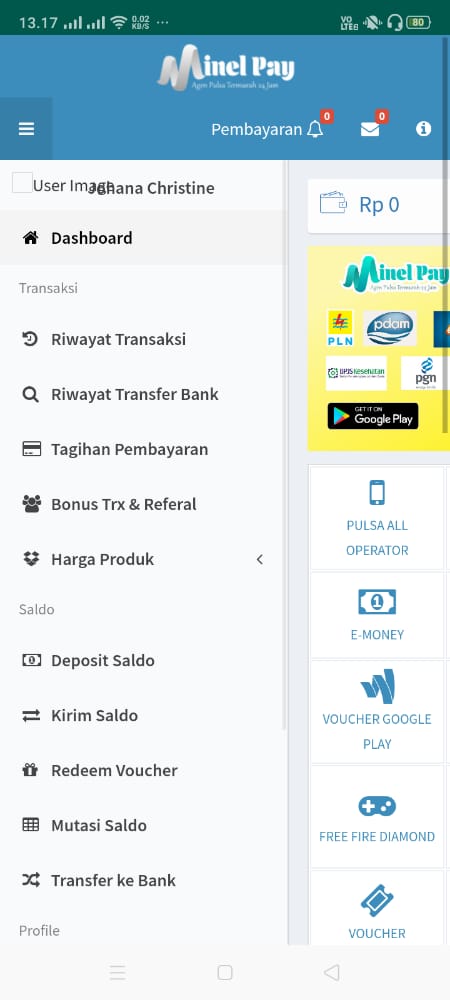 13.17
0.02
KB/S
VO
LTE
80
Minel Pay
Agen Pulsa Termurah 24 Jam
Pembayaran
0
0
User Image
Jehana Christine
Dashboard
Transaksi
Riwayat Transaksi
Riwayat Transfer Bank
Tagihan Pembayaran
Bonus Trx & Referal
Harga Produk
Saldo
Deposit Saldo
Kirim Saldo
Redeem Voucher
Mutasi Saldo
Transfer ke Bank
Profile
Rp 0
Minel Pay
Agen Pulsa Termurah 24 Jam
PLN
pdam
BPJS Kesehatan
pgn
GET IT ON
Google Play
PULSA ALL
OPERATOR
E-MONEY
VOUCHER GOOGLE
PLAY
FREE FIRE DIAMOND
VOUCHER